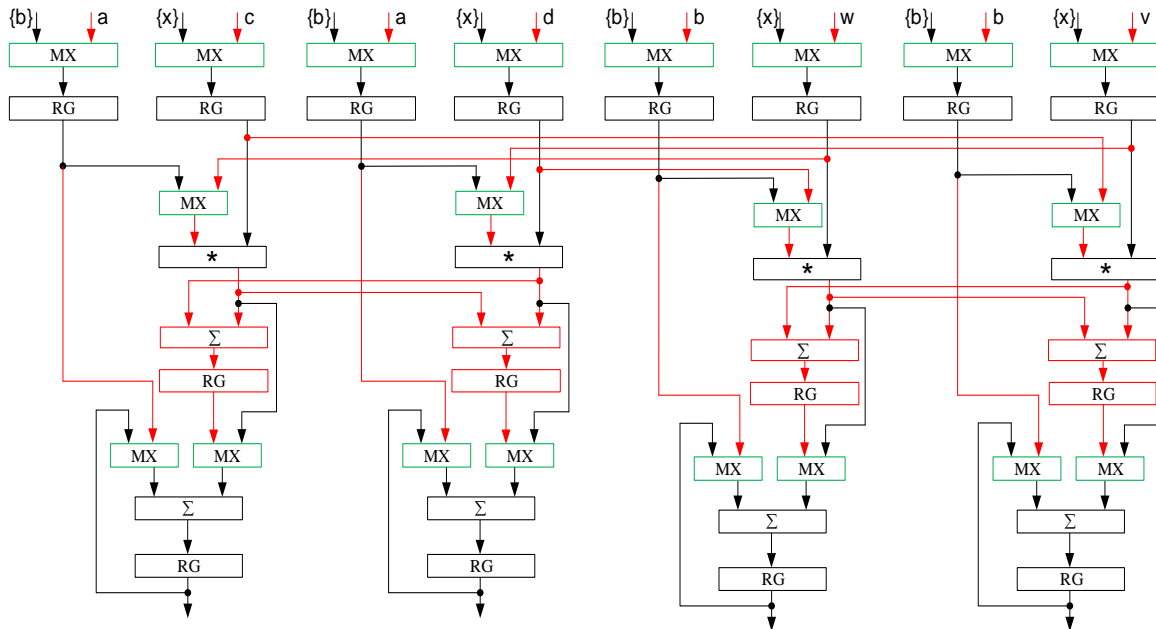 {b} a {x} c {b} a {x} d {b} b {x} w {b} b {x} v
MX MX MX MX MX MX MX MX
RG RG RG RG RG RG RG RG
MX MX MX MX
* * * *
Σ Σ Σ Σ
RG RG RG RG
MX MX MX MX MX MX MX MX
Σ Σ Σ Σ
RG RG RG RG